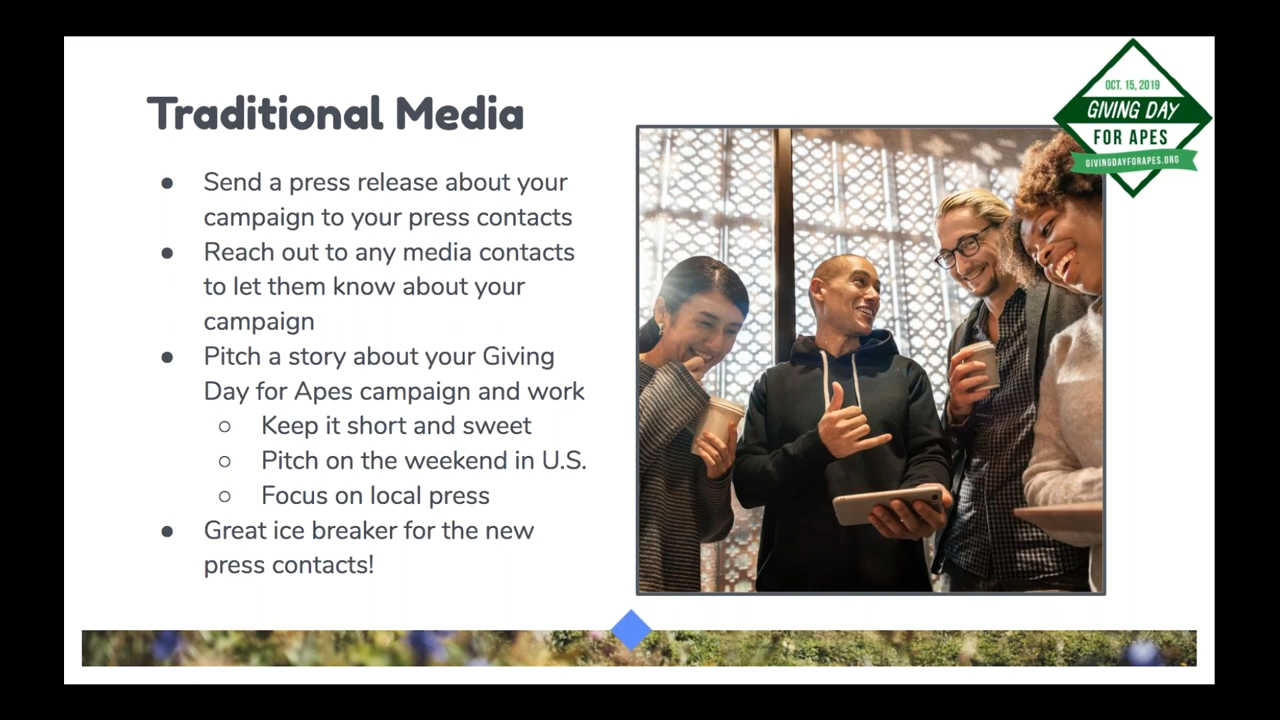 Traditional Media
● Send a press release about your
campaign to your press contacts
● Reach out to any media contacts
to let them know about your
campaign
● Pitch a story about your Giving
Day for Apes campaign and work
○ Keep it short and sweet
○ Pitch on the weekend in U.S.
○ Focus on local press
● Great ice breaker for the new
press contacts!
OCT. 15, 2019
GIVING DAY
FOR APES
GIVINGDAYFORAPES.ORG